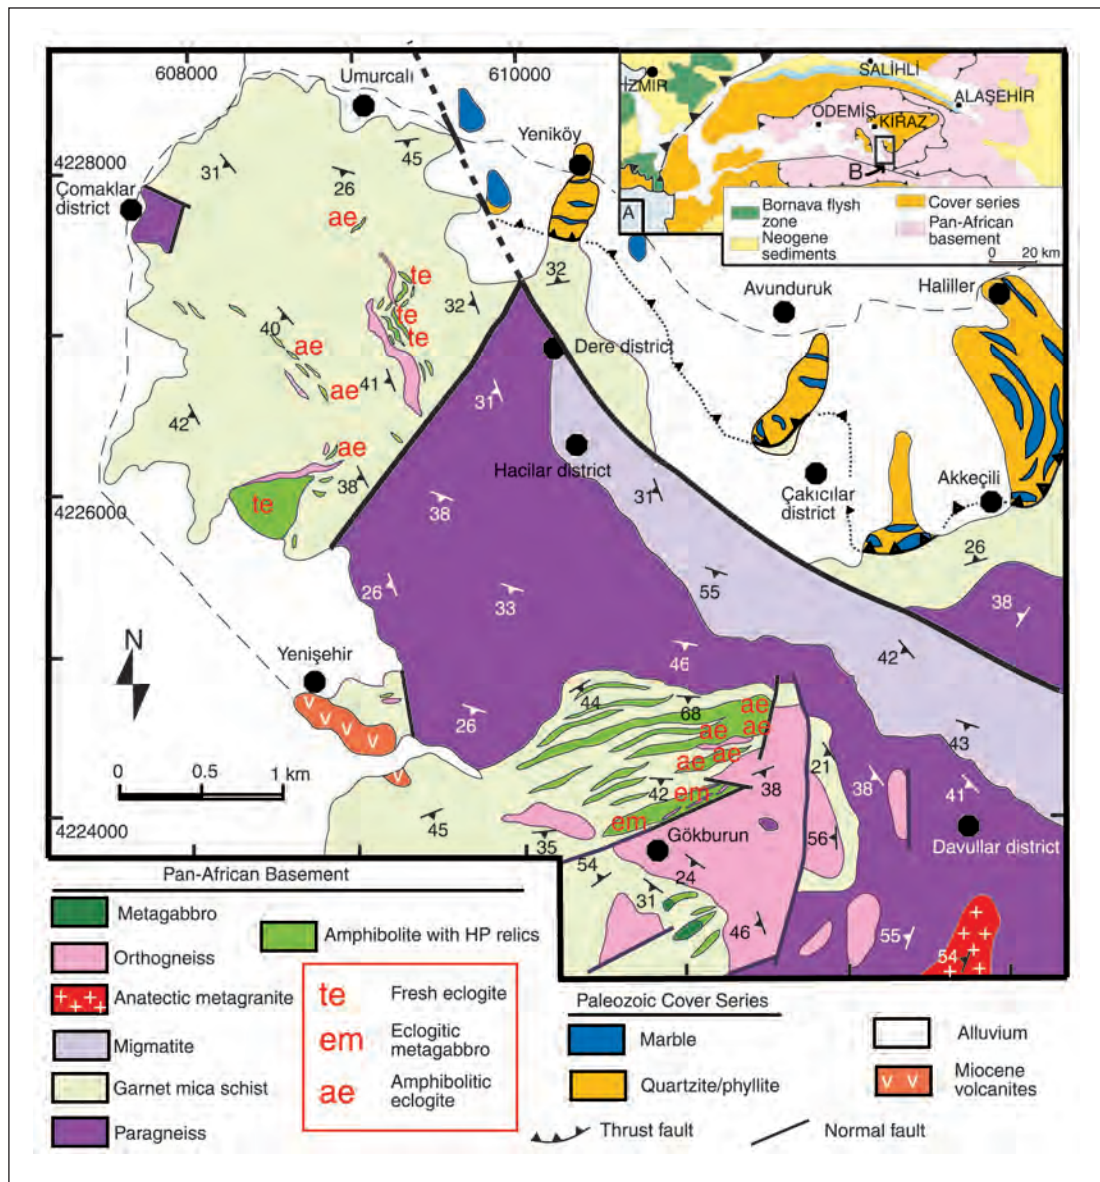 608000
610000
Umurcalı
Yeniköy
45
4228000
31
Çomaklar
district
26
ae
İZMİR
SALIHLI
ALAŞEHİR
ÖDEMİŞ
KIRAZ
B
A
Bornava flysh
zone
Cover series
Neogene
sediments
Pan-African
basement
0 20 km
te
32
32
Avunduruk
Haliller
40
te
te
ae
Dere district
ae
41
31
42
ae
Hacilar district
38
31
Çakıcılar
district
Akkeçili
te
4226000
38
26
26
33
55
38
N
Yenişehir
46
42
V
V
V
V
V
26
44
68
ae
ae
ae
ae
ae
43
0 0.5 1 km
21
42
em
38
38
41
4224000
45
em
35
Gökburun
56
Davullar district
54
24
31
46
55
54
Pan-African Basement
Metagabbro
Amphibolite with HP relics
Orthogneiss
Anatectic metagranite
Migmatite
Garnet mica schist
Paragneiss
te Fresh eclogite
em Eclogitic
metagabbro
ae Amphibolitic
eclogite
Paleozoic Cover Series
Marble
Quartzite/phyllite
Alluvium
V V Miocene
volcanites
Thrust fault
Normal fault